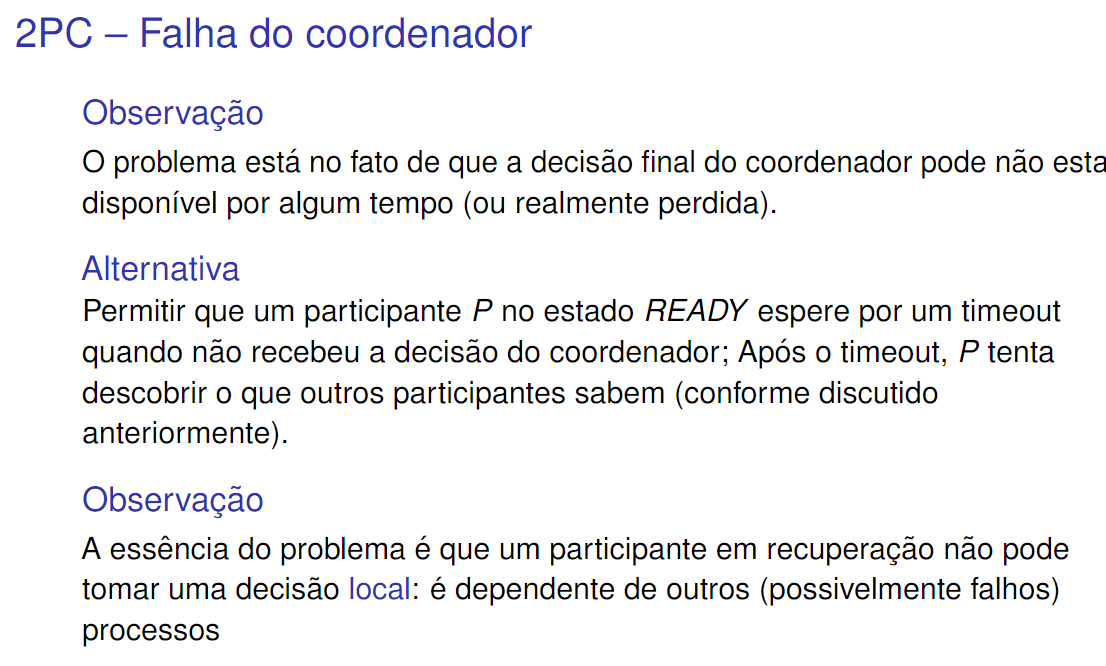 2PC – Falha do coordenador
Observação
O problema está no fato de que a decisão final do coordenador pode não esta
disponível por algum tempo (ou realmente perdida).
Alternativa
Permitir que um participante P no estado READY espere por um timeout
quando não recebeu a decisão do coordenador; Após o timeout, P tenta
descobrir o que outros participantes sabem (conforme discutido
anteriormente).
Observação
A essência do problema é que um participante em recuperação não pode
tomar uma decisão local: é dependente de outros (possivelmente falhos)
processos